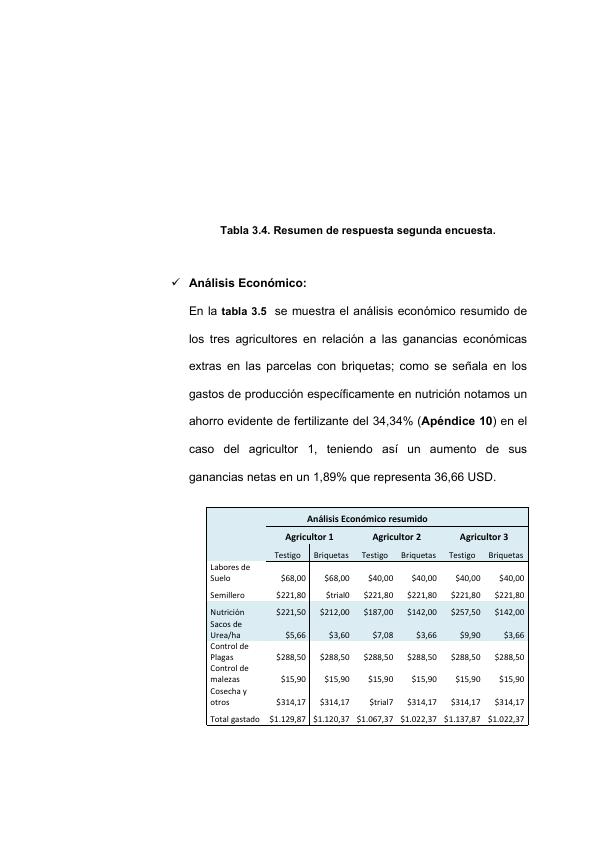 Tabla 3.4. Resumen de respuesta segunda encuesta.
✓ Análisis Económico:
En la tabla 3.5 se muestra el análisis económico resumido de
los tres agricultores en relación a las ganancias económicas
extras en las parcelas con briquetas; como se señala en los
gastos de producción específicamente en nutrición notamos un
ahorro evidente de fertilizante del 34,34% (Apéndice 10) en el
caso del agricultor 1, teniendo así un aumento de sus
ganancias netas en un 1,89% que representa 36,66 USD.
Análisis Económico resumido
Agricultor 1 Agricultor 2 Agricultor 3
Testigo Briquetas Testigo Briquetas Testigo Briquetas
Labores de
Suelo $68,00 $68,00 $40,00 $40,00 $40,00 $40,00
Semillero $221,80 $trial0 $221,80 $221,80 $221,80 $221,80
Nutrición $221,50 $212,00 $187,00 $142,00 $257,50 $142,00
Sacos de
Urea/ha $5,66 $3,60 $7,08 $3,66 $9,90 $3,66
Control de
Plagas $288,50 $288,50 $288,50 $288,50 $288,50 $288,50
Control de
malezas $15,90 $15,90 $15,90 $15,90 $15,90 $15,90
Cosecha y
otros $314,17 $314,17 $trial7 $314,17 $314,17 $314,17
Total gastado $1.129,87 $1.120,37 $1.067,37 $1.022,37 $1.137,87 $1.022,37